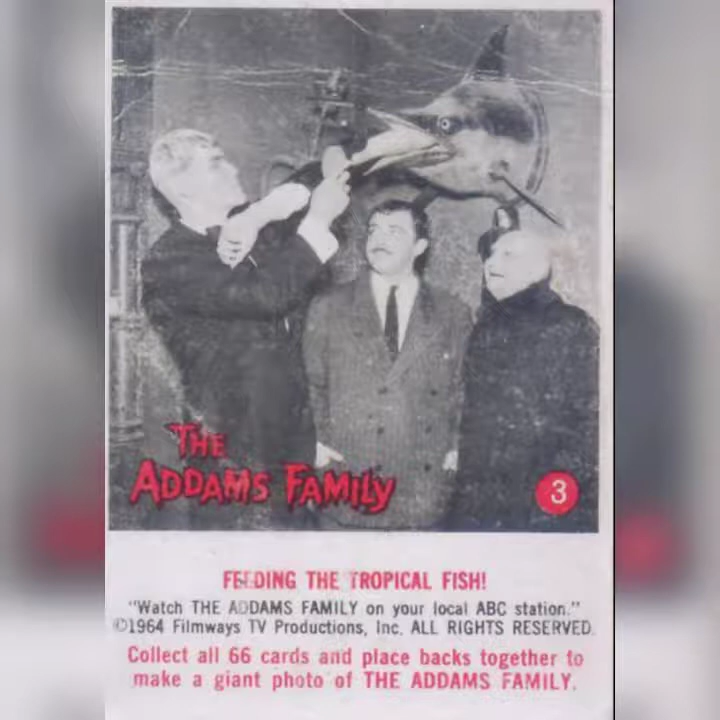 THE
ADDAMS FAMILY
3
FEEDING THE TROPICAL FISH!
"Watch THE ADDAMS FAMILY on your local ABC station."
©1964 Filmways TV Productions, Inc. ALL RIGHTS RESERVED.
Collect all 66 cards and place backs together to
make a giant photo of THE ADDAMS FAMILY.